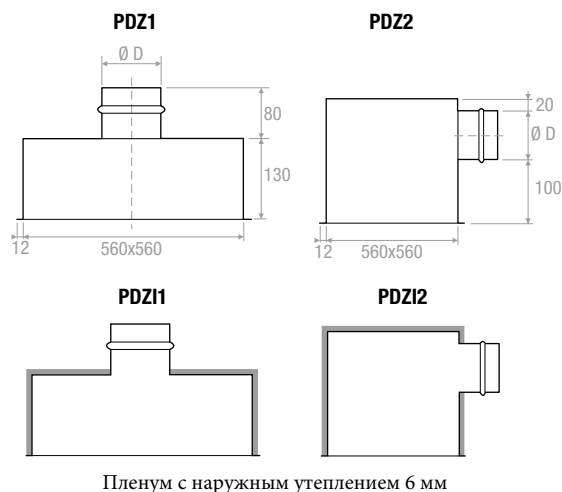 PDZ1
PDZ2
Ø D
80
130
12
560x560
20
Ø D
100
12
560x560
PDZI1
PDZI2
Пленум с наружным утеплением 6 мм